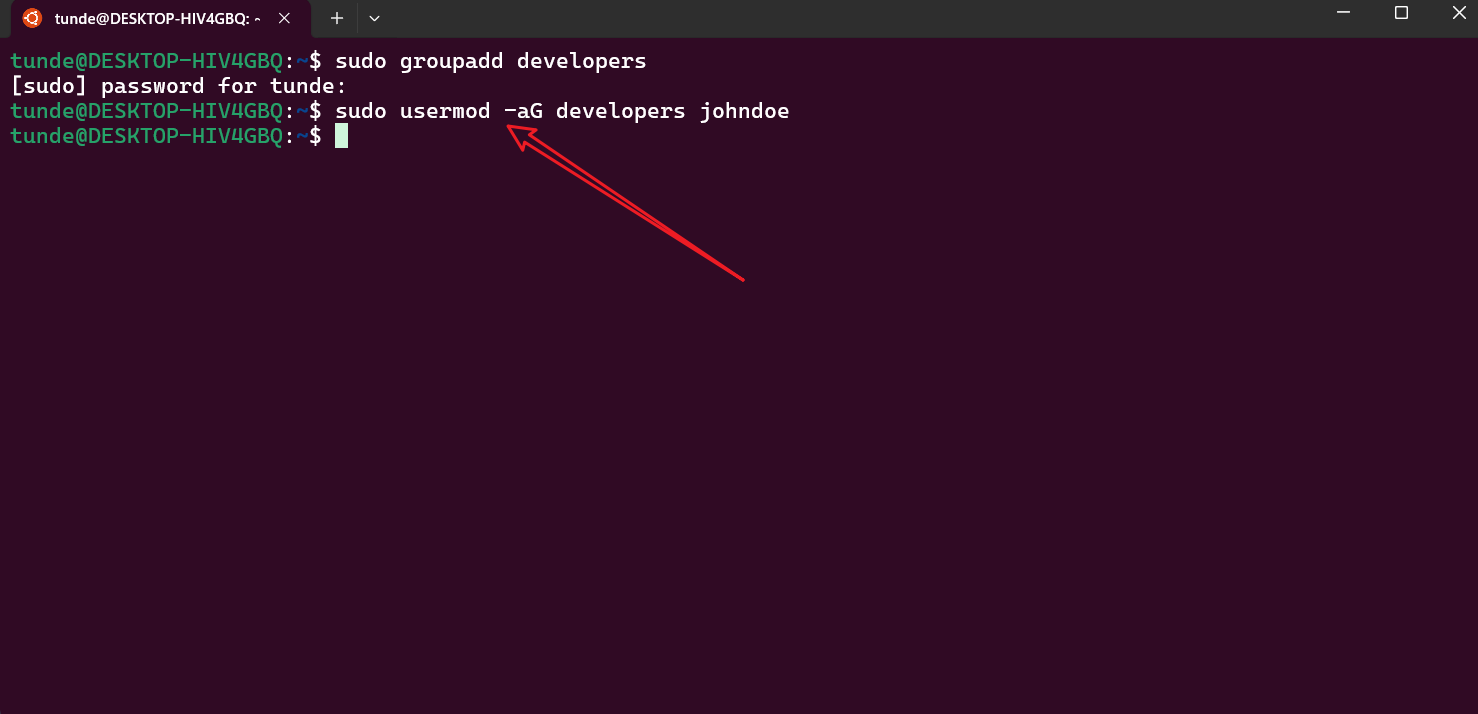 tunde@DESKTOP-HIV4GBQ: ~
tunde@DESKTOP-HIV4GBQ:~$ sudo groupadd developers
[sudo] password for tunde:
tunde@DESKTOP-HIV4GBQ:~$ sudo usermod -aG developers johndoe
tunde@DESKTOP-HIV4GBQ:~$